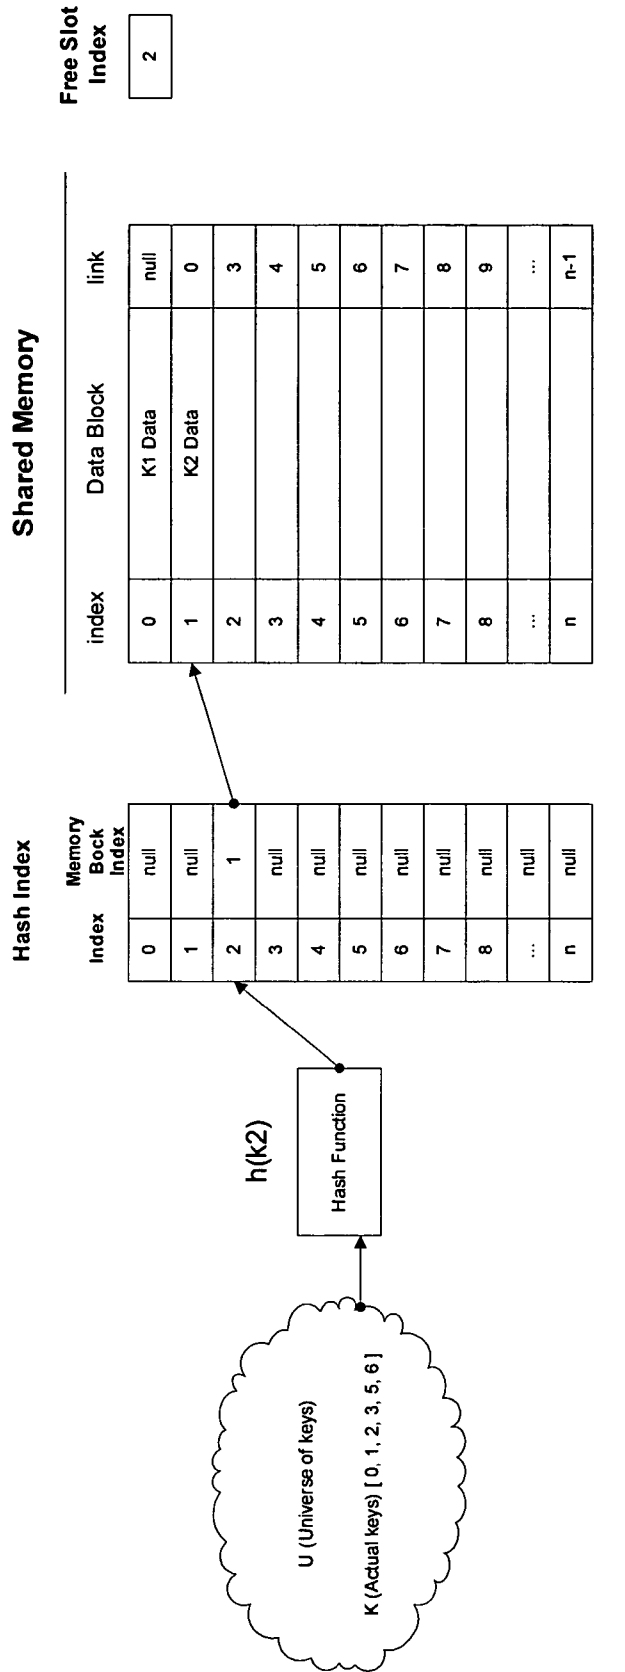 Shared Memory
Hash Index
Free Slot
Index
2
Index
Memory
Bock
Index
0 null
1 null
2 1
3 null
4 null
5 null
6 null
7 null
8 null
... null
n null
index Data Block link
0 K1 Data null
1 K2 Data 0
2 3
3 4
4 5
5 6
6 7
7 8
8 9
... ...
n n-1
h(k2)
Hash Function
U (Universe of keys)
K (Actual keys) [ 0, 1, 2, 3, 5, 6 ]